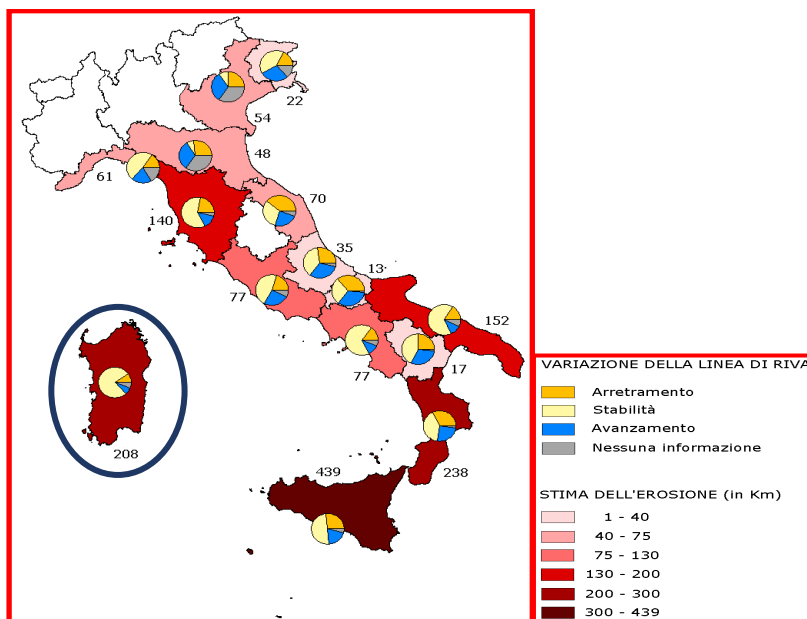 22
54
48
61
70
140
35
13
77
152
77
17
208
439
238
VARIAZIONE DELLA LINEA DI RIVA
Arretramento
Stabilità
Avanzamento
Nessuna informazione
STIMA DELL'EROSIONE (in Km)
1 - 40
40 - 75
75 - 130
130 - 200
200 - 300
300 - 439